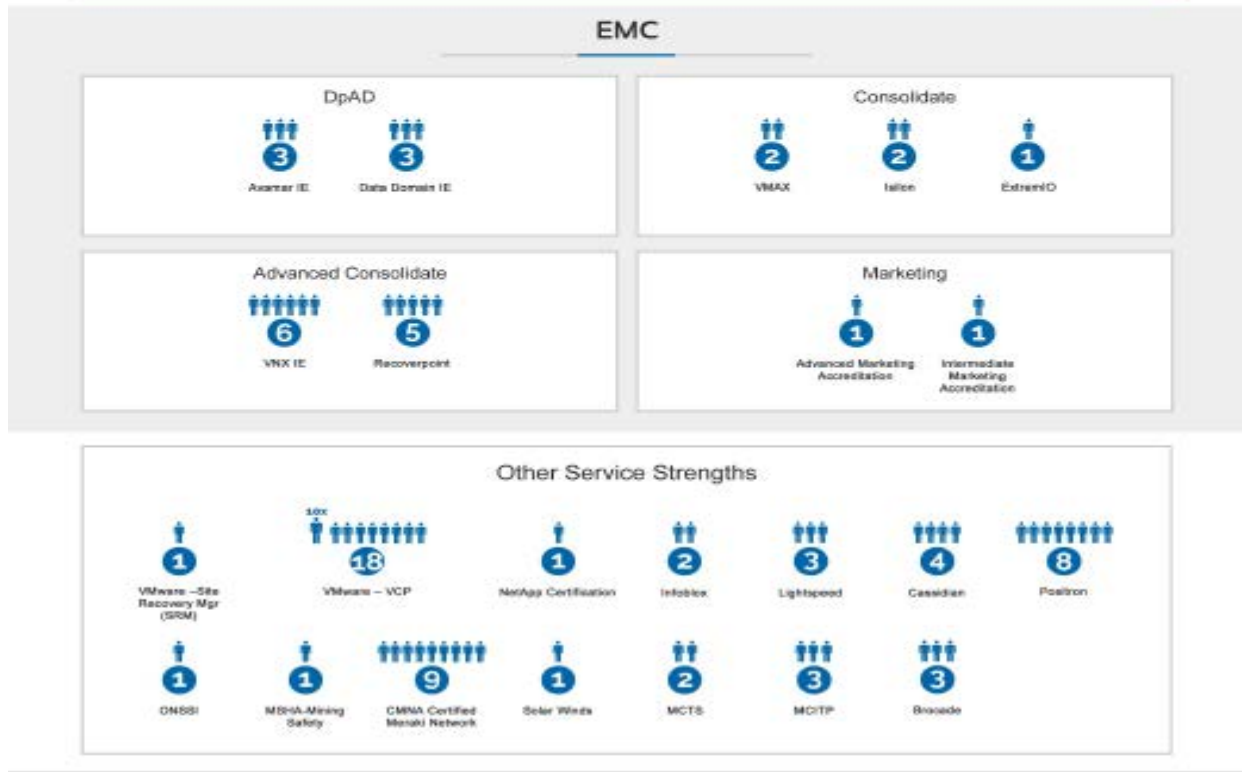 EMC
DpAD
Consolidate
3
3
2
2
1
Avamar IE
Data Domain IE
VMAX
Isilon
ExtremIO
Advanced Consolidate
Marketing
6
5
1
1
VNX IE
Recoverpoint
Advanced Marketing
Accreditation
Intermediate
Marketing
Accreditation
Other Service Strengths
10x
1
18
1
2
3
4
8
VMware –Site
Recovery Mgr
(SRM)
VMware – VCP
NetApp Certification
Infoblox
Lightspeed
Cassidian
Positron
1
1
9
1
2
3
3
ONSSI
MSHA-Mining
Safety
CMNA Certified
Meraki Network
Solar Winds
MCTS
MCITP
Brocade